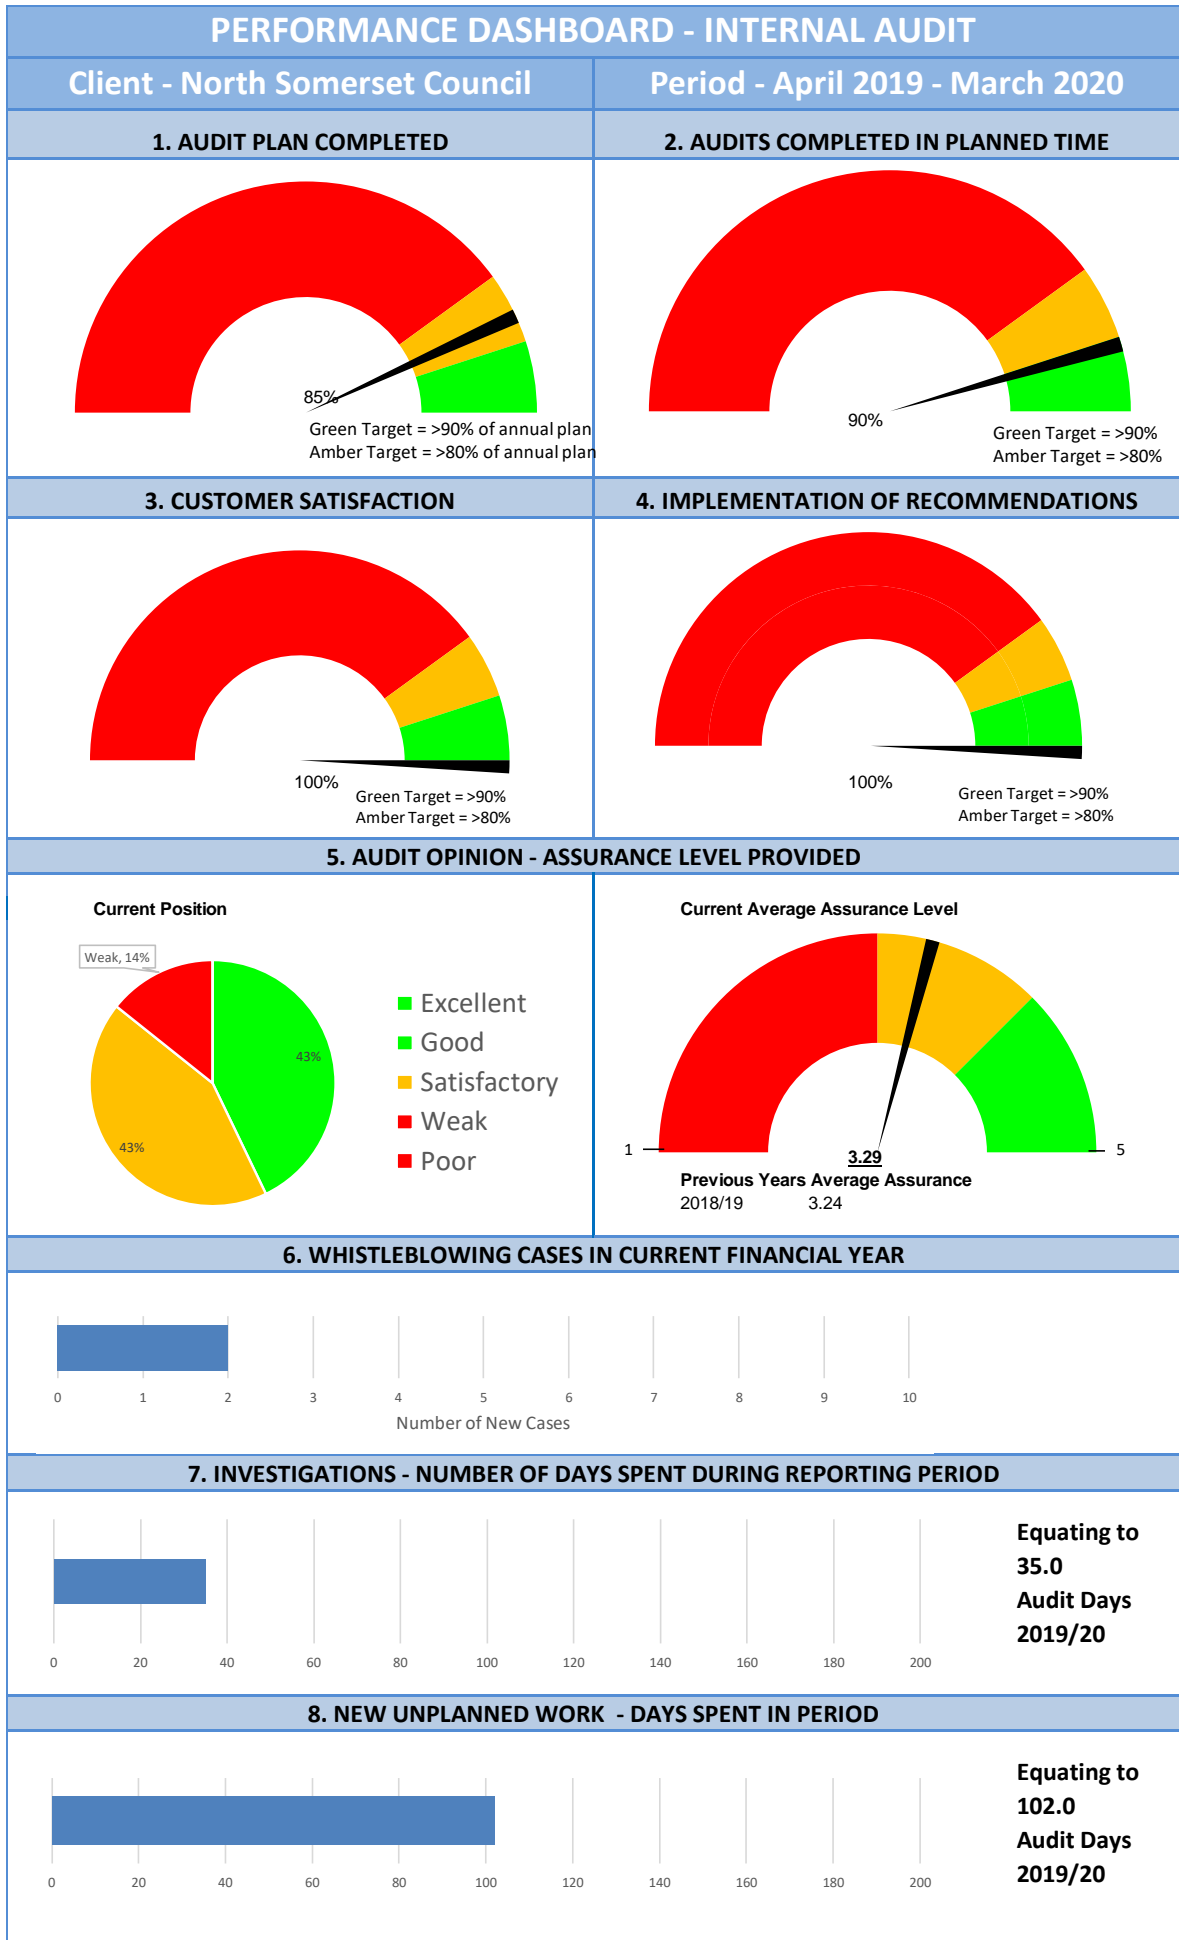 PERFORMANCE DASHBOARD - INTERNAL AUDIT
Client - North Somerset Council
Period - April 2019 - March 2020
1. AUDIT PLAN COMPLETED
2. AUDITS COMPLETED IN PLANNED TIME
85%
Green Target = >90% of annual plan
Amber Target = >80% of annual plan
90%
Green Target = >90%
Amber Target = >80%
3. CUSTOMER SATISFACTION
4. IMPLEMENTATION OF RECOMMENDATIONS
100%
Green Target = >90%
Amber Target = >80%
100%
Green Target = >90%
Amber Target = >80%
5. AUDIT OPINION - ASSURANCE LEVEL PROVIDED
Current Position
Weak, 14%
43%
43%
Excellent
Good
Satisfactory
Weak
Poor
Current Average Assurance Level
1
5
3.29
Previous Years Average Assurance
2018/19 3.24
6. WHISTLEBLOWING CASES IN CURRENT FINANCIAL YEAR
0 1 2 3 4 5 6 7 8 9 10
Number of New Cases
7. INVESTIGATIONS - NUMBER OF DAYS SPENT DURING REPORTING PERIOD
0 20 40 60 80 100 120 140 160 180 200
Equating to
35.0
Audit Days
2019/20
8. NEW UNPLANNED WORK - DAYS SPENT IN PERIOD
0 20 40 60 80 100 120 140 160 180 200
Equating to
102.0
Audit Days
2019/20